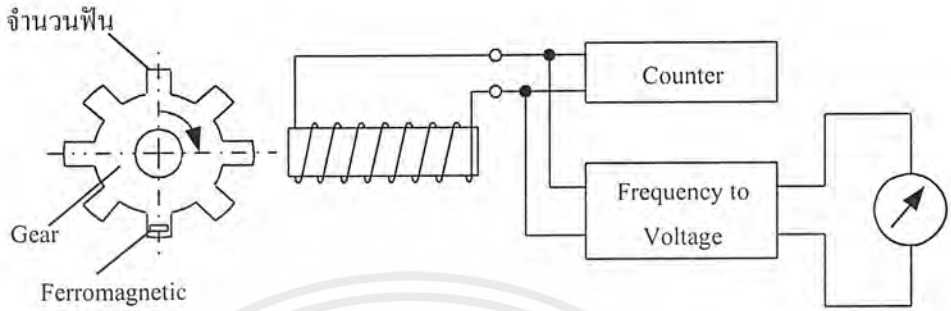 จำนวนฟัน
Counter
Frequency to
Voltage
Gear
Ferromagnetic